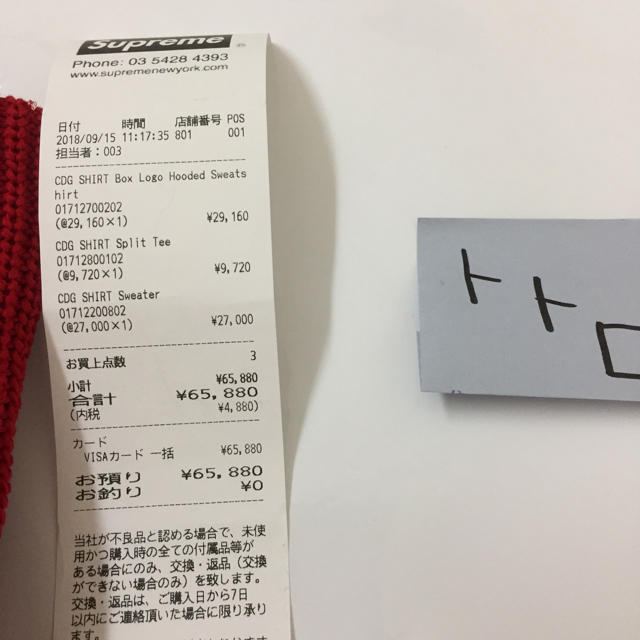 Supreme
Phone: 03 5428 4393
www.supremenewyork.com
日付 時間 店舗番号 POS
2018/09/15 11:17:35 801 001
担当者:003
CDG SHIRT Box Logo Hooded Sweats
hirt
01712700202
(@29,160×1) ¥29,160
CDG SHIRT Split Tee
01712800102
(@9,720×1) ¥9,720
CDG SHIRT Sweater
01712200802
(@27,000×1) ¥27,000
お買上点数 3
小計 ¥65,880
合計 ¥65,880
(内税 ¥4,880)
カード
VISAカード 一括 ¥65,880
お預り ¥65,880
お釣り ¥0
当社が不良品と認める場合で、未使
用かつ購入時の全ての付属品等が
ある場合にのみ、交換・返品(交換
ができない場合のみ)を致します。
交換・返品は、ご購入日から7日
以内にご連絡頂いた場合に限り承り
ます。
トトロ